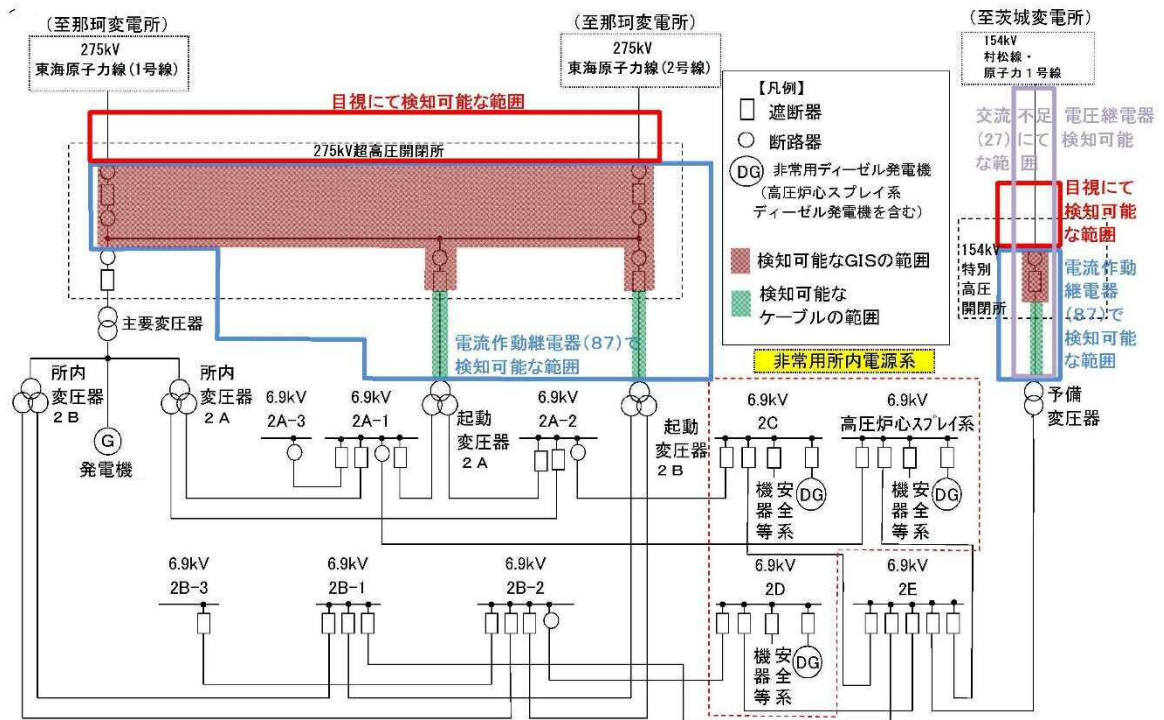 (至那珂変電所)
275kV
東海原子力線(1号線)
(至那珂変電所)
275kV
東海原子力線(2号線)
(至茨城変電所)
154kV
村松線・
原子力1号線
目視にて検知可能な範囲
275kV超高圧開閉所
【凡例】
遮断器
断路器
DG 非常用ディーゼル発電機
(高圧炉心スプレイ系
ディーゼル発電機を含む)
検知可能なGISの範囲
検知可能な
ケーブルの範囲
交流不足電圧継電器
(27)にて検知可能
な範囲
目視にて
検知可能
な範囲
154kV
特別
高圧
開閉所
電流作動
継電器
(87)で
検知可能
な範囲
主要変圧器
電流作動継電器(87)で
検知可能な範囲
非常用所内電源系
所内
変圧器
2B
所内
変圧器
2A
G
発電機
6.9kV
2A-3
6.9kV
2A-1
起動
変圧器
2A
6.9kV
2A-2
起動
変圧器
2B
6.9kV
2C
6.9kV
高圧炉心スプレイ系
予備
変圧器
安全系
機器等
DG
安全系
機器等
DG
6.9kV
2B-3
6.9kV
2B-1
6.9kV
2B-2
6.9kV
2D
6.9kV
2E
安全系
機器等
DG